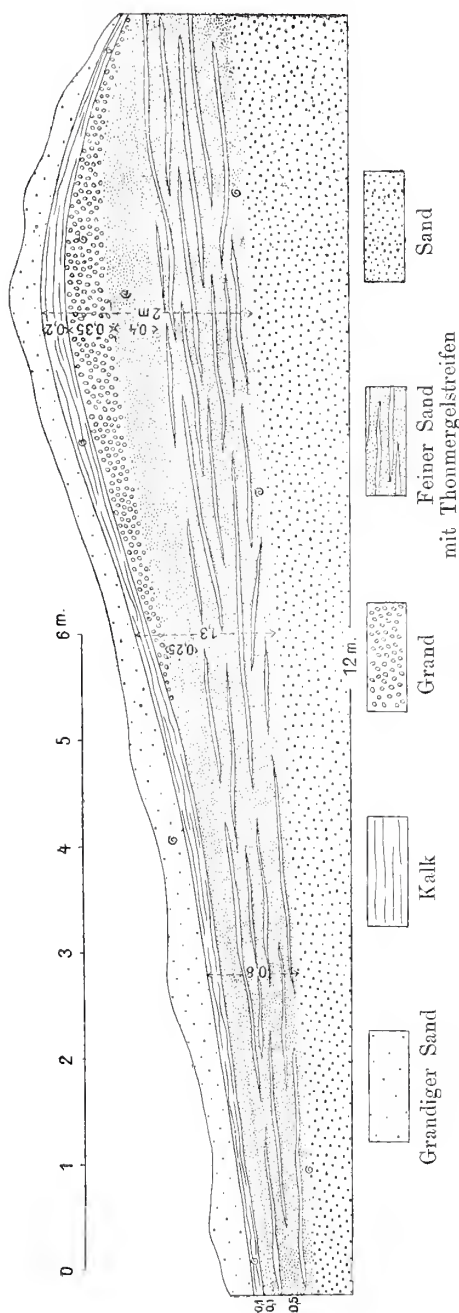 0 1 2 3 4 5 6 m.
0,1
0,1
0,5
0,6
0,25
1,3
< 0,4 × 0,35 × 0,2
2 m
12 m.
Grandiger Sand
Kalk
Grand
Feiner Sand
mit Thonmergelstreifen
Sand